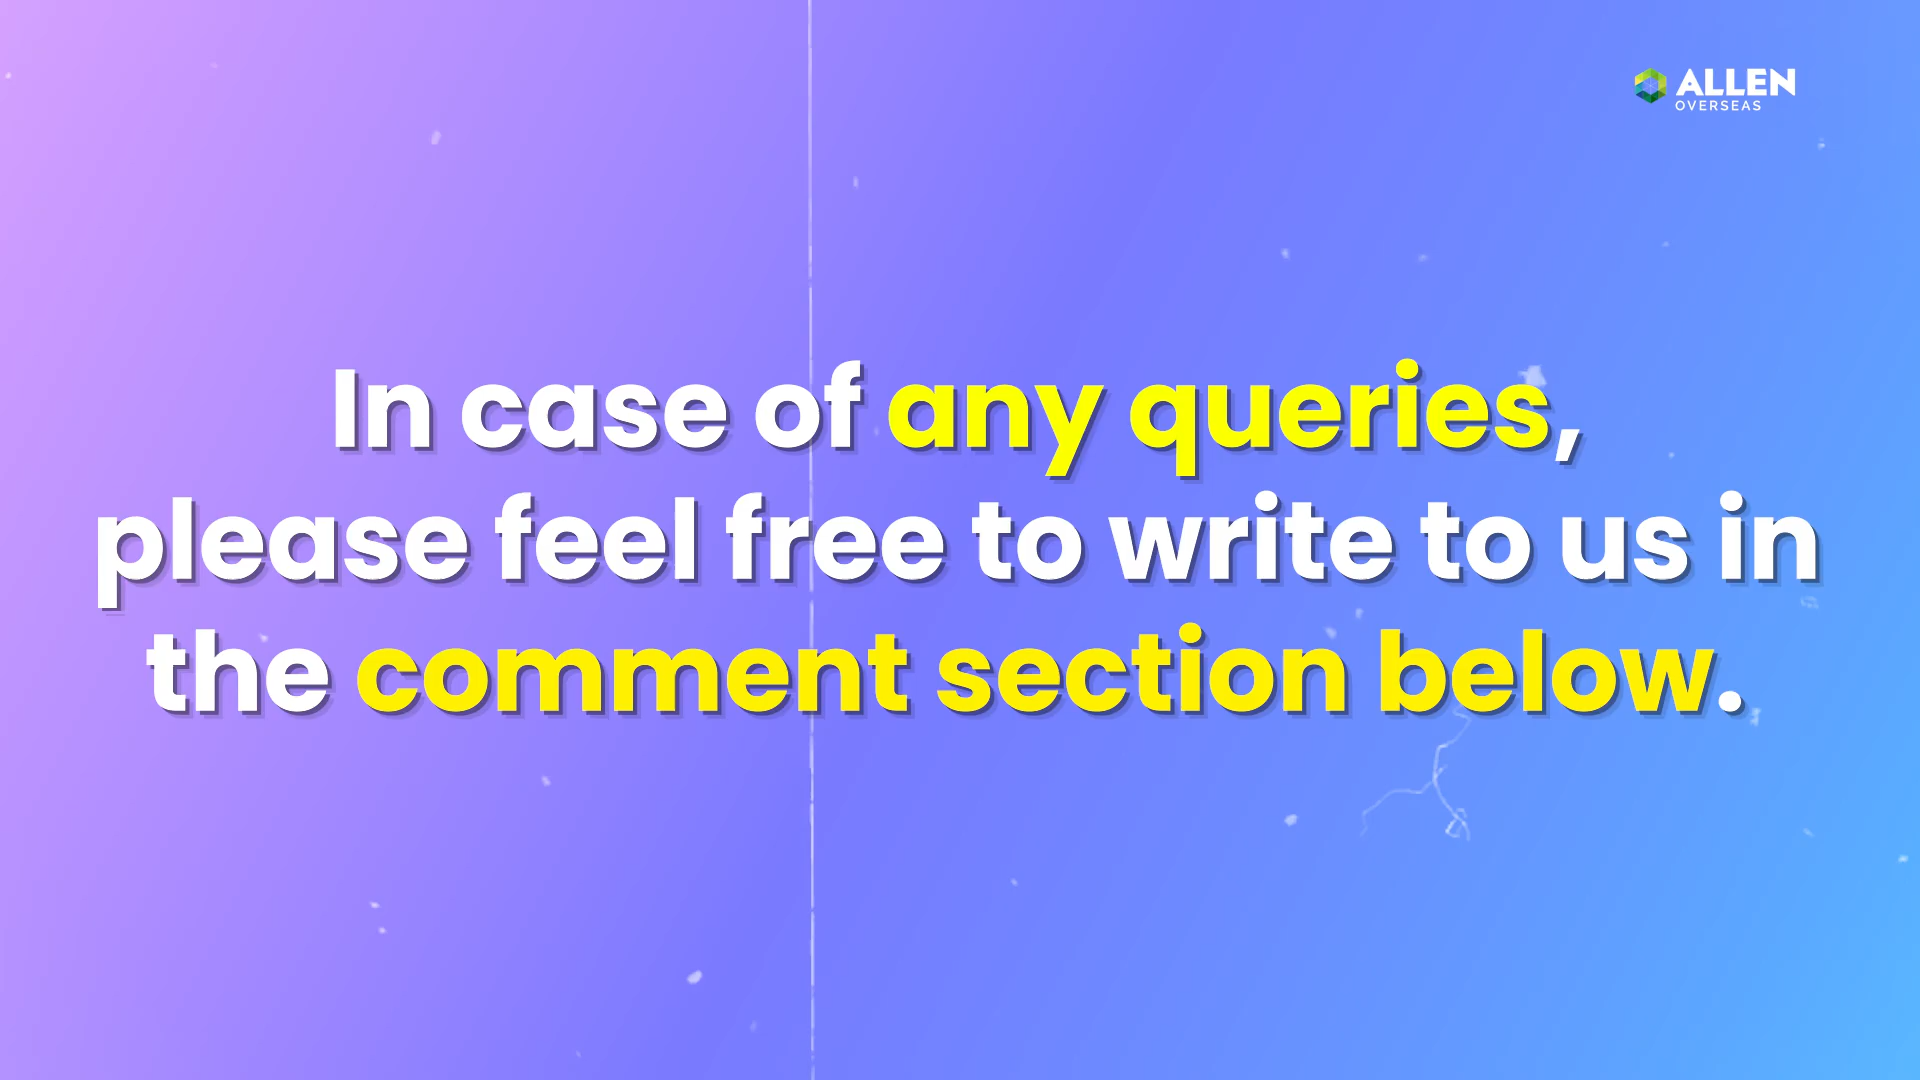 ALLEN
OVERSEAS
In case of any queries,
please feel free to write to us in
the comment section below.